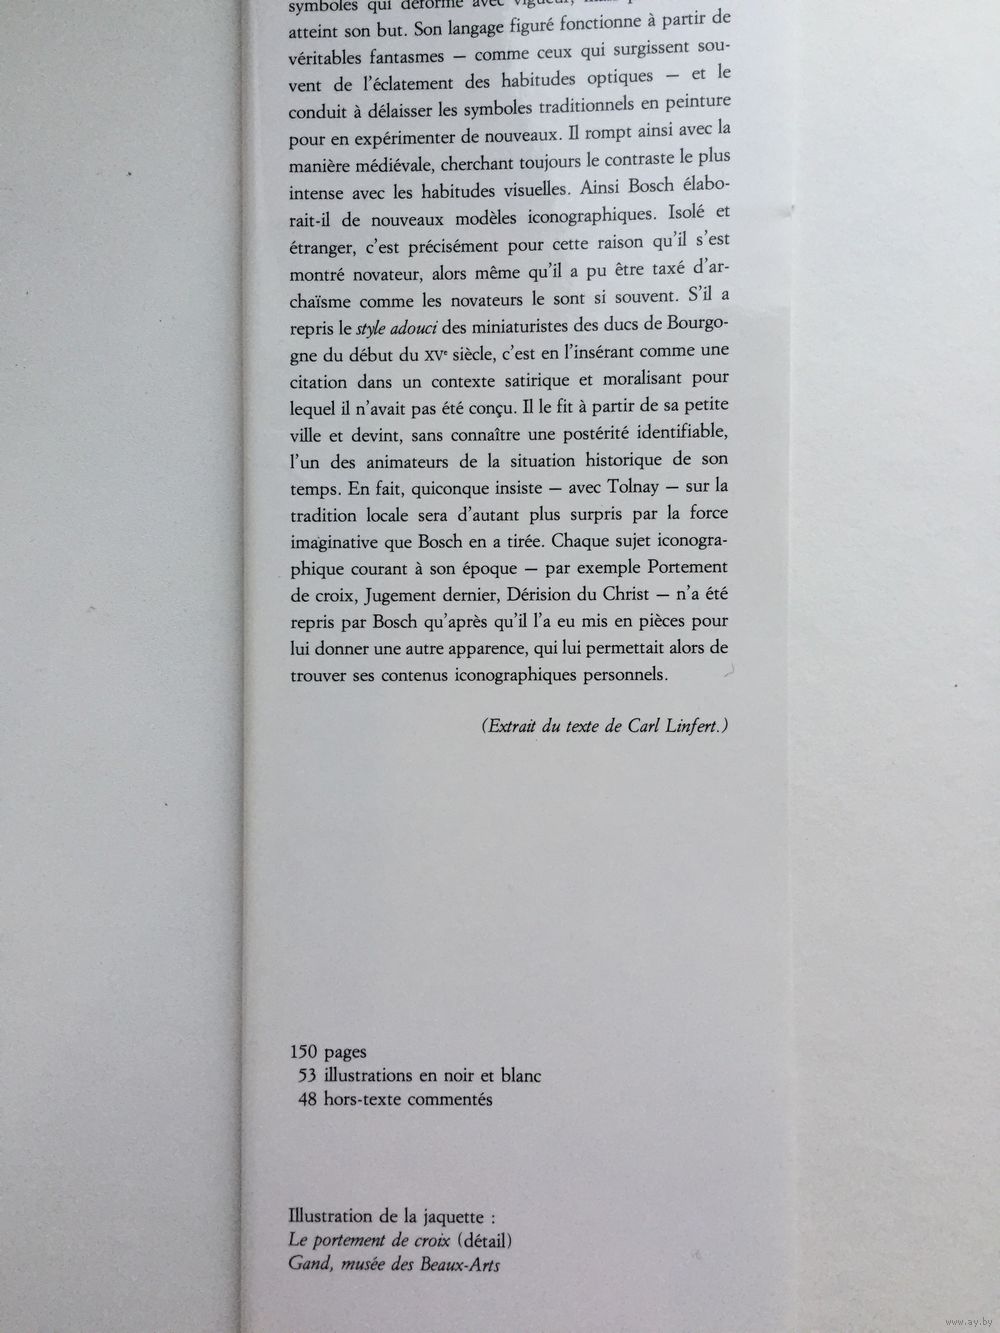 symboles qui déforme avec
atteint son but. Son langage figuré fonctionne à partir de
véritables fantasmes — comme ceux qui surgissent sou-
vent de l'éclatement des habitudes optiques — et le
conduit à délaisser les symboles traditionnels en peinture
pour en expérimenter de nouveaux. Il rompt ainsi avec la
manière médiévale, cherchant toujours le contraste le plus
intense avec les habitudes visuelles. Ainsi Bosch élabo-
rait-il de nouveaux modèles iconographiques. Isolé et
étranger, c'est précisément pour cette raison qu'il s'est
montré novateur, alors même qu'il a pu être taxé d'ar-
chaïsme comme les novateurs le sont si souvent. S'il a
repris le style adouci des miniaturistes des ducs de Bourgo-
gne du début du XVe siècle, c'est en l'insérant comme une
citation dans un contexte satirique et moralisant pour
lequel il n'avait pas été conçu. Il le fit à partir de sa petite
ville et devint, sans connaître une postérité identifiable,
l'un des animateurs de la situation historique de son
temps. En fait, quiconque insiste — avec Tolnay — sur la
tradition locale sera d'autant plus surpris par la force
imaginative que Bosch en a tirée. Chaque sujet iconogra-
phique courant à son époque — par exemple Portement
de croix, Jugement dernier, Dérision du Christ — n'a été
repris par Bosch qu'après qu'il l'a eu mis en pièces pour
lui donner une autre apparence, qui lui permettait alors de
trouver ses contenus iconographiques personnels.
(Extrait du texte de Carl Linfert.)
150 pages
53 illustrations en noir et blanc
48 hors-texte commentés
Illustration de la jaquette :
Le portement de croix (détail)
Gand, musée des Beaux-Arts
www.ay.by